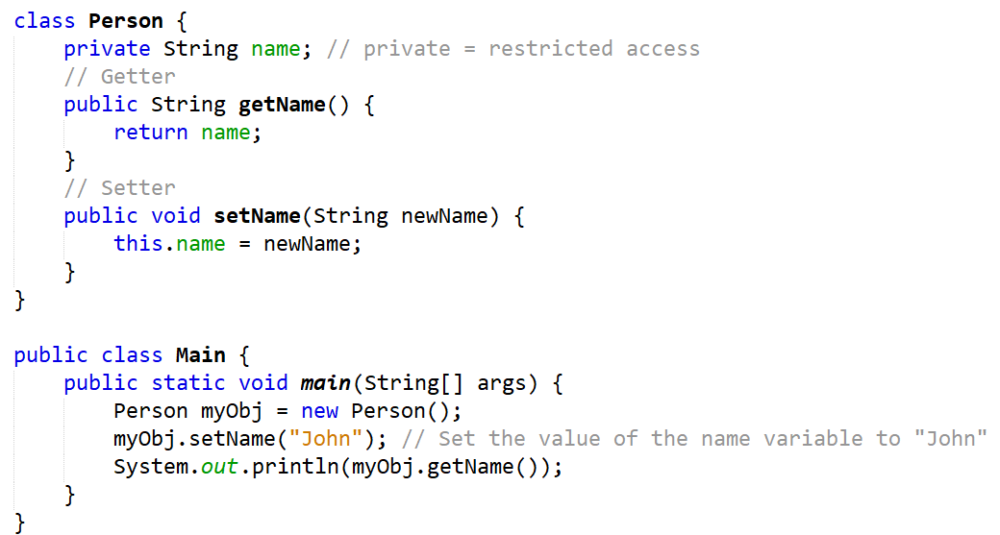 class Person {
    private String name; // private = restricted access
    // Getter
    public String getName() {
        return name;
    }
    // Setter
    public void setName(String newName) {
        this.name = newName;
    }
}

public class Main {
    public static void main(String[] args) {
        Person myObj = new Person();
        myObj.setName("John"); // Set the value of the name variable to "John"
        System.out.println(myObj.getName());
    }
}